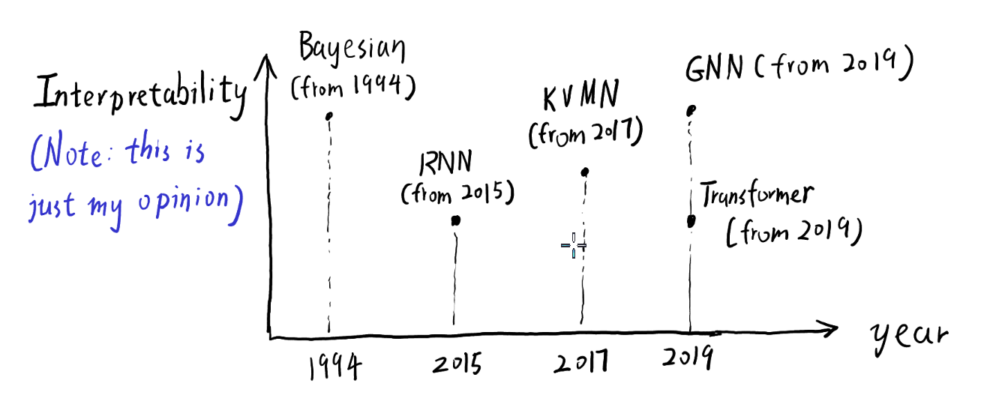 Interpretability
(Note: this is
just my opinion)
Bayesian
(from 1994)
RNN
(from 2015)
KVMN
(from 2017)
GNN (from 2019)
Transformer
(from 2019)
1994
2015
2017
2019
year